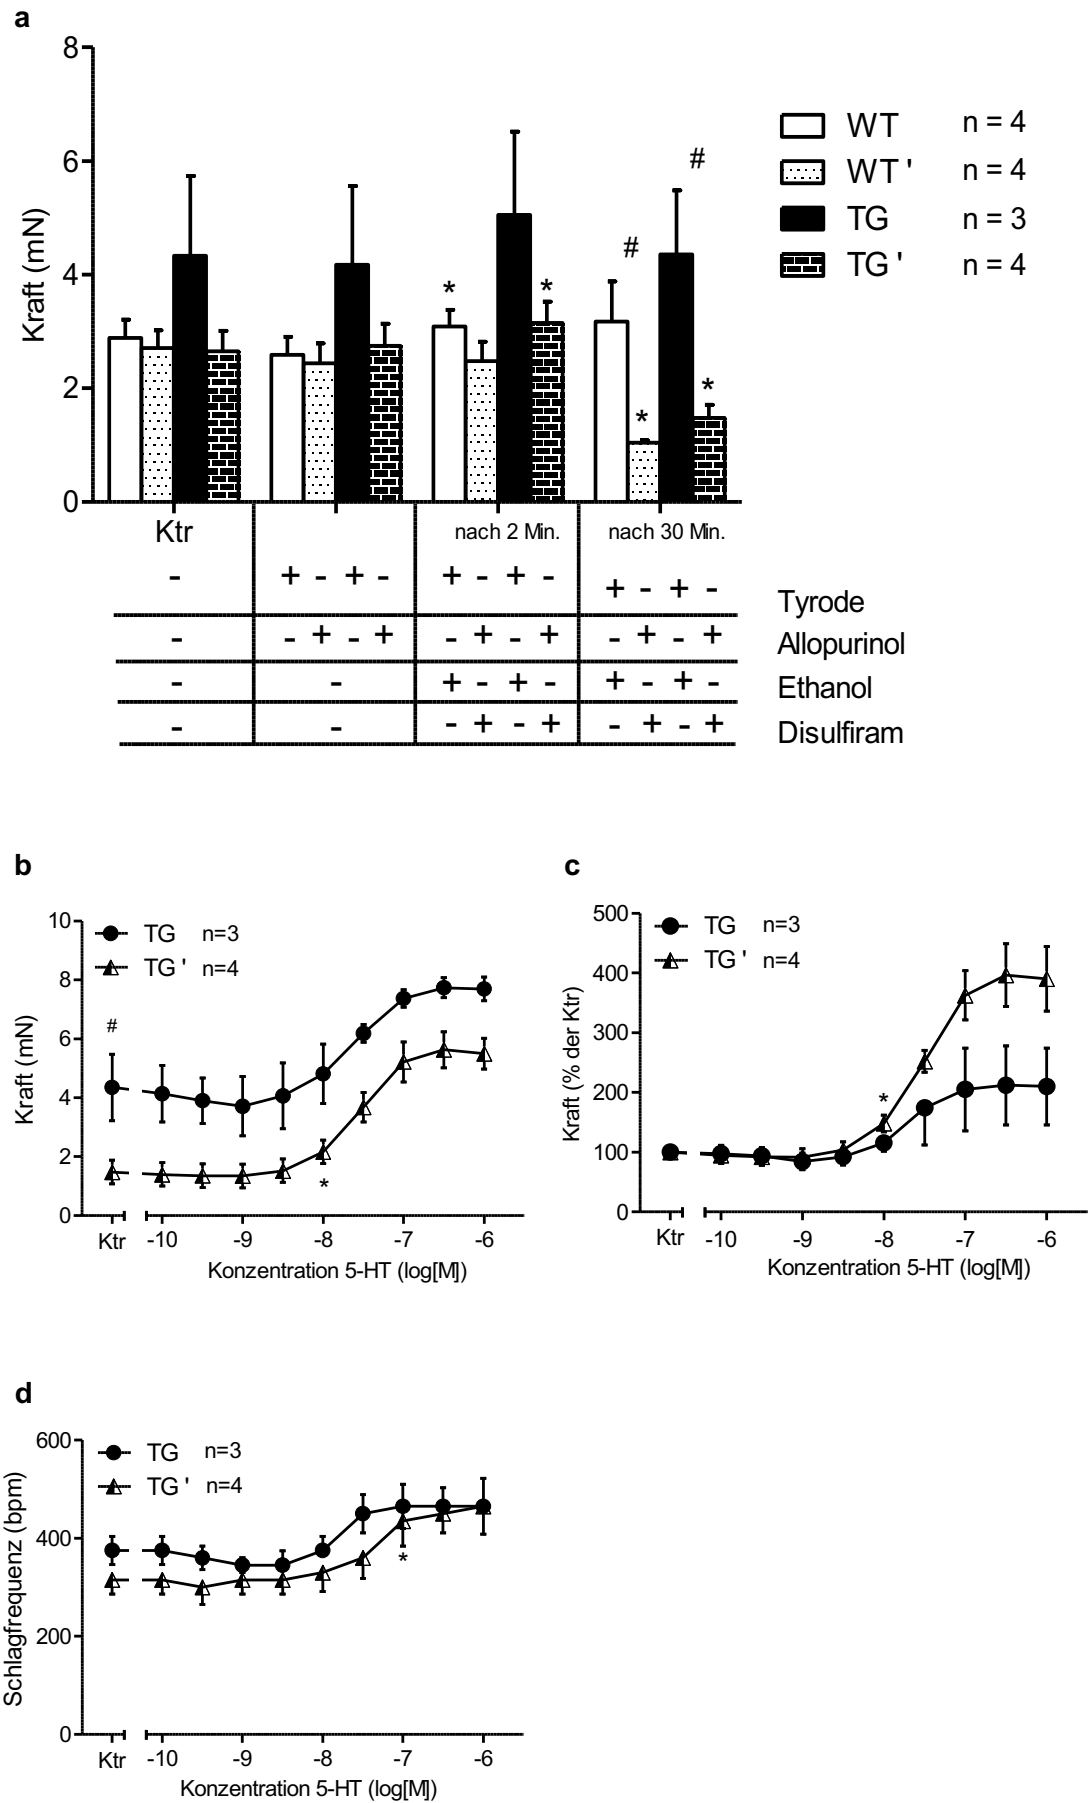 a
8
6
4
2
0
Kraft (mN)
WT n = 4
WT ' n = 4
TG n = 3
TG ' n = 4
# #
* * * *
Ktr nach 2 Min. nach 30 Min.
- + - + - + - + - + - + - Tyrode
- - + - + - + - + - + - + Allopurinol
- - + - + - + - + - Ethanol
- - - + - + - + - + Disulfiram
b
10
8
6
4
2
0
Kraft (mN)
TG n=3
TG ' n=4
#
*
Ktr -10 -9 -8 -7 -6
Konzentration 5-HT (log[M])
c
500
400
300
200
100
0
Kraft (% der Ktr)
TG n=3
TG ' n=4
*
Ktr -10 -9 -8 -7 -6
Konzentration 5-HT (log[M])
d
600
400
200
0
Schlagfrequenz (bpm)
TG n=3
TG ' n=4
*
Ktr -10 -9 -8 -7 -6
Konzentration 5-HT (log[M])